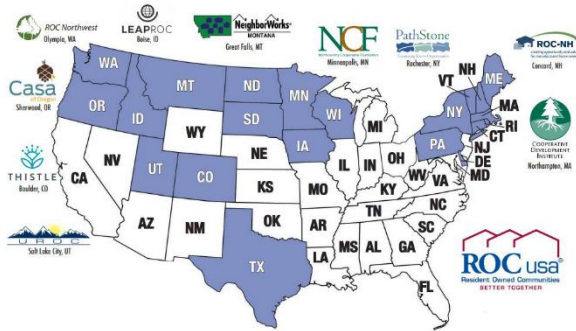 ROC Northwest
Olympia, WA
LEAPROC
Boise, ID
NeighborWorks®
MONTANA
Great Falls, MT
NCF
Minneapolis, MN
PathStone
Rochester, NY
ROC-NH
Concord, NH
Casa
of Oregon
Sherwood, OR
THISTLE
Boulder, CO
UROC
Salt Lake City, UT
COOPERATIVE
DEVELOPMENT
INSTITUTE
Northampton, MA
WA
OR
ID
MT
ND
SD
MN
WI
IA
WY
NE
NV
UT
CO
CA
AZ
NM
KS
OK
TX
MO
AR
LA
IL
IN
MI
OH
KY
TN
MS
AL
GA
FL
SC
NC
VA
WV
PA
NY
VT
NH
ME
MA
RI
CT
NJ
DE
MD
ROC USA®
Resident Owned Communities
BETTER TOGETHER